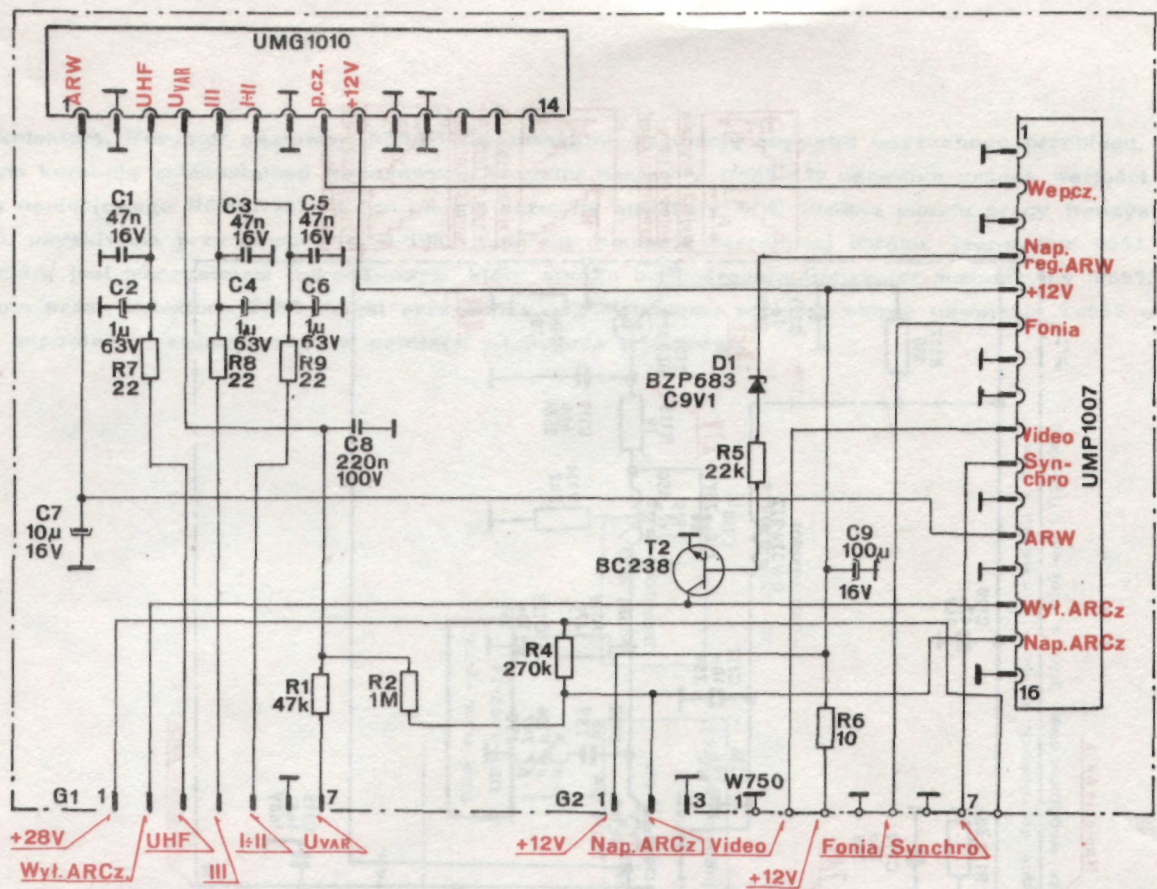 UMG1010
1 ARW UHF UVAR III I÷II p.cz. +12V 14
C1
47n
16V
C3
47n
16V
C5
47n
16V
C2
1µ
63V
C4
1µ
63V
C6
1µ
63V
R7
22
R8
22
R9
22
C8
220n
100V
C7
10µ
16V
D1
BZP683
C9V1
R5
22k
T2
BC238
C9
100µ
16V
R4
270k
R1
47k
R2
1M
R6
10
1
We pcz.
Nap.
reg.ARW
+12V
Fonia
Video
Syn-
chro
ARW
Wył.ARCz
Nap.ARCz
16
UMP1007
G1 1 7
G2 1 3
W750
1 7
+28V
Wył.ARCz.
UHF
III
I÷II
UVAR
+12V
Nap.ARCz
Video
+12V
Fonia
Synchro